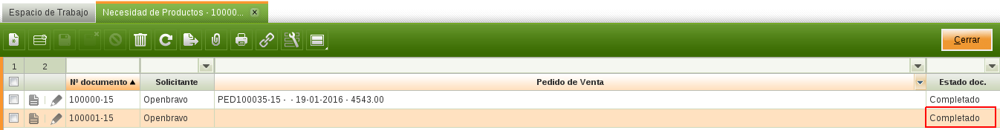 Espacio de Trabajo Necesidad de Productos - 10000... x
Cerrar
1 2
Nº documento Solicitante Pedido de Venta Estado doc.
100000-15 Openbravo PED100035-15 - - 19-01-2016 - 4543.00 Completado
100001-15 Openbravo Completado